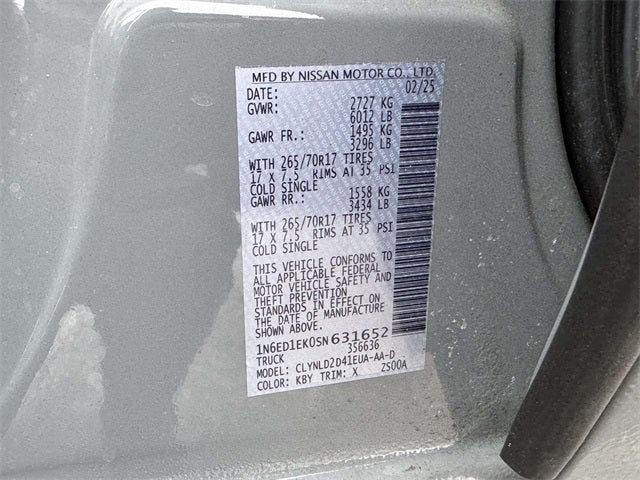 MFD BY NISSAN MOTOR CO., LTD.
DATE: 02/25
GVWR: 2727 KG
6012 LB
GAWR FR.: 1495 KG
3296 LB
WITH 265/70R17 TIRES
17 X 7.5 RIMS AT 35 PSI
COLD SINGLE
GAWR RR.: 1558 KG
3434 LB
WITH 265/70R17 TIRES
17 X 7.5 RIMS AT 35 PSI
COLD SINGLE
THIS VEHICLE CONFORMS TO
ALL APPLICABLE FEDERAL
MOTOR VEHICLE SAFETY AND
THEFT PREVENTION
STANDARDS IN EFFECT ON
THE DATE OF MANUFACTURE
SHOWN ABOVE.
1N6ED1EK0SN631652
TRUCK 356636
MODEL: CLYNLD2D41EUA-AA-D
COLOR: KBY TRIM: X ZS00A